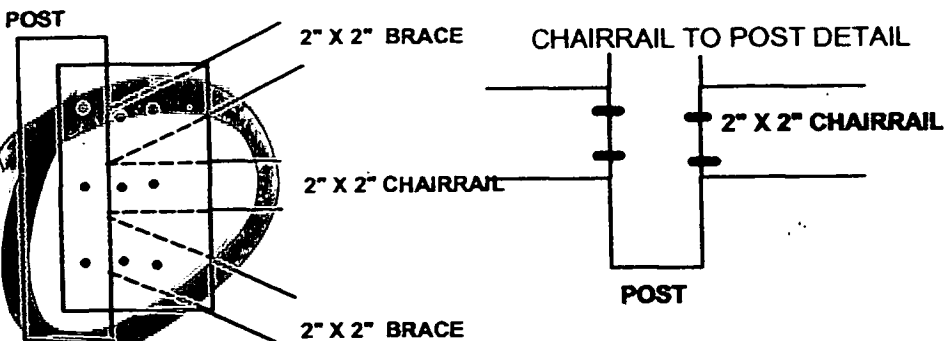 POST
2" X 2" BRACE
2" X 2" CHAIRRAIL
2" X 2" BRACE
CHAIRRAIL TO POST DETAIL
2" X 2" CHAIRRAIL
POST